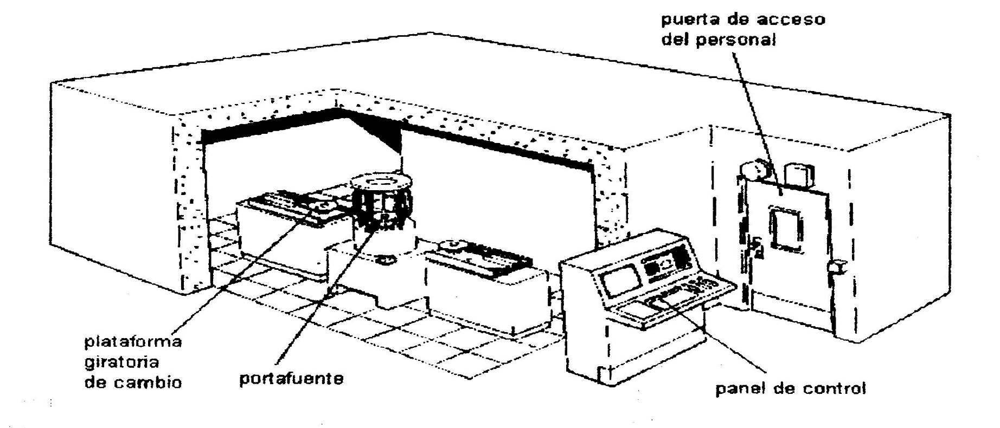 puerta de acceso
del personal
plataforma
giratoria
de cambio
portafuente
panel de control